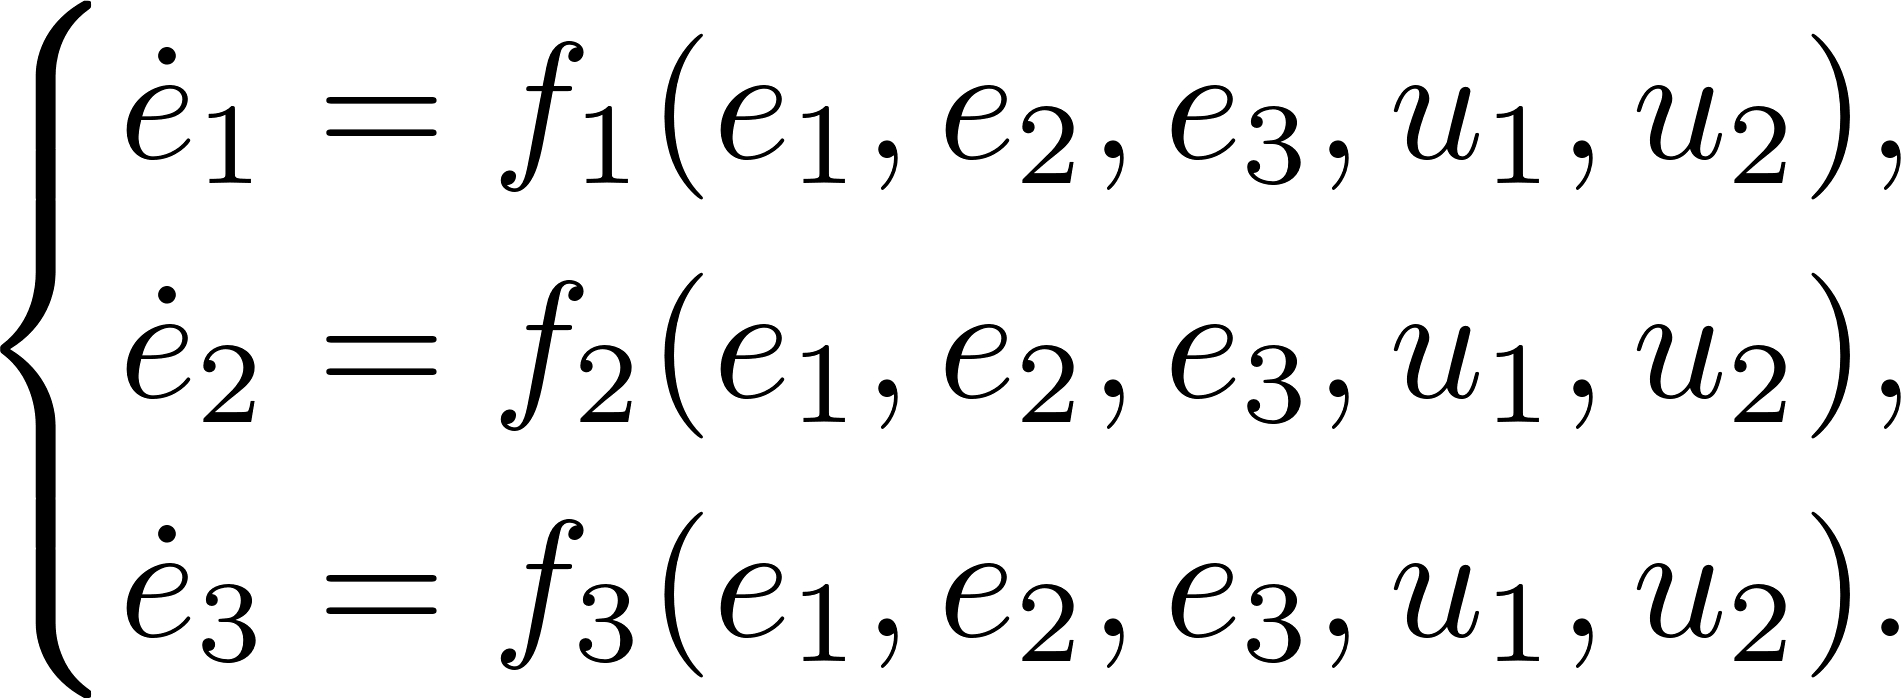 ė₁ = f₁(e₁, e₂, e₃, u₁, u₂),
ė₂ = f₂(e₁, e₂, e₃, u₁, u₂),
ė₃ = f₃(e₁, e₂, e₃, u₁, u₂).